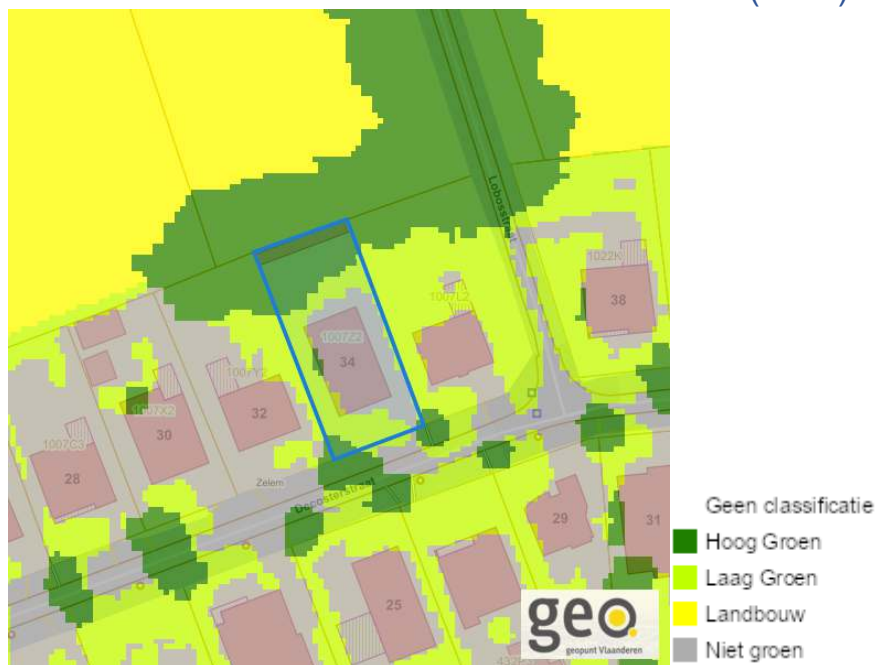 Lobosstraat
1022K
38
1007L2
1007Z2
34
1007Y2
32
1007X2
30
1007G3
28
Zelem
Decosterstraat
29
31
25
geo
geopunt Vlaanderen
Geen classificatie
Hoog Groen
Laag Groen
Landbouw
Niet groen